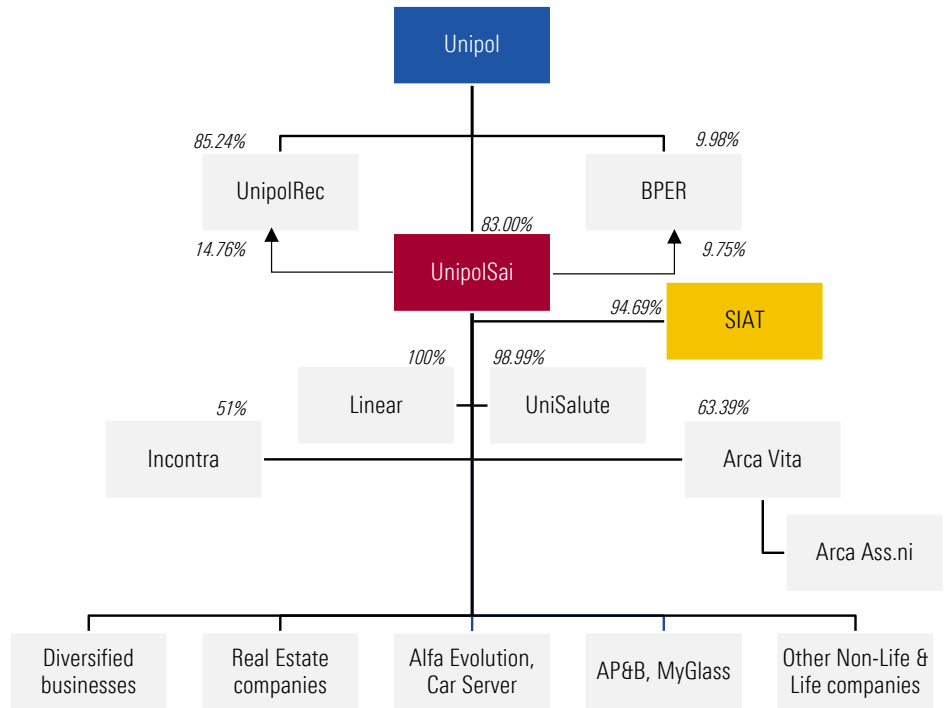 Unipol
85.24%
9.98%
UnipolRec
BPER
83.00%
14.76%
9.75%
UnipolSai
94.69%
SIAT
100%
98.99%
Linear
UniSalute
51%
63.39%
Incontra
Arca Vita
Arca Ass.ni
Diversified
businesses
Real Estate
companies
Alfa Evolution,
Car Server
AP&B, MyGlass
Other Non-Life &
Life companies